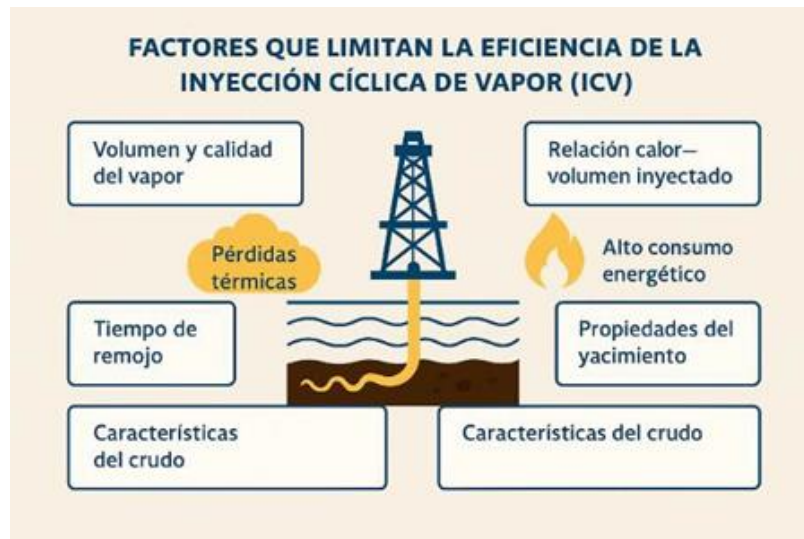 FACTORES QUE LIMITAN LA EFICIENCIA DE LA
INYECCIÓN CÍCLICA DE VAPOR (ICV)
Volumen y calidad
del vapor
Relación calor—
volumen inyectado
Pérdidas
térmicas
Alto consumo
energético
Tiempo de
remojo
Propiedades del
yacimiento
Características
del crudo
Características del crudo